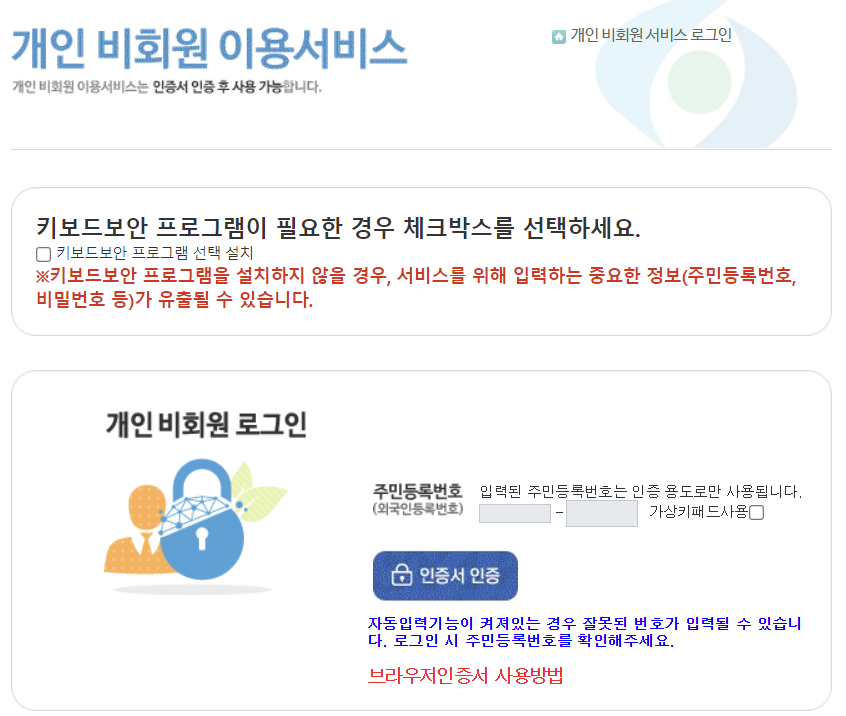 개인 비회원 이용서비스
개인 비회원 서비스 로그인
개인 비회원 이용서비스는 인증서 인증 후 사용 가능합니다.
키보드보안 프로그램이 필요한 경우 체크박스를 선택하세요.
키보드보안 프로그램 선택 설치
※키보드보안 프로그램을 설치하지 않을 경우, 서비스를 위해 입력하는 중요한 정보(주민등록번호,
비밀번호 등)가 유출될 수 있습니다.
개인 비회원 로그인
주민등록번호
(외국인등록번호)
입력된 주민등록번호는 인증 용도로만 사용됩니다.
– 가상키패드사용
인증서 인증
자동입력기능이 켜져있는 경우 잘못된 번호가 입력될 수 있습니
다. 로그인 시 주민등록번호를 확인해주세요.
브라우저인증서 사용방법